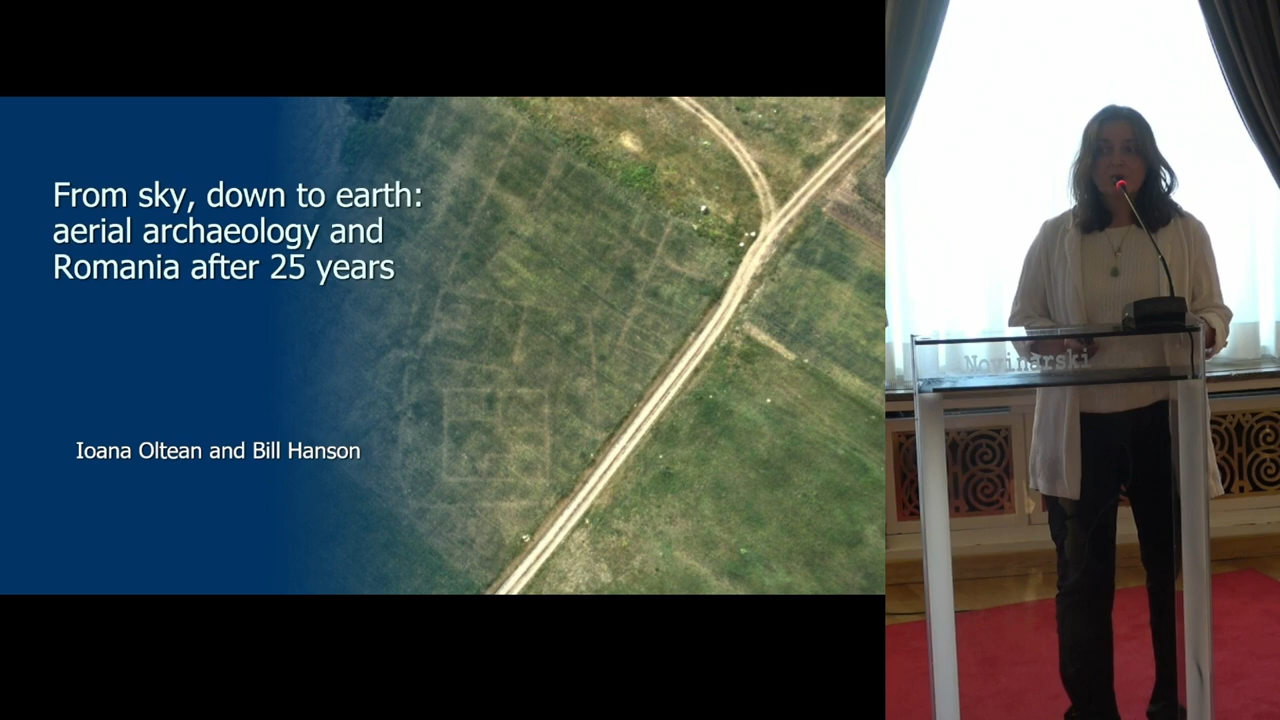 From sky, down to earth:
aerial archaeology and
Romania after 25 years
Ioana Oltean and Bill Hanson
Novinarski